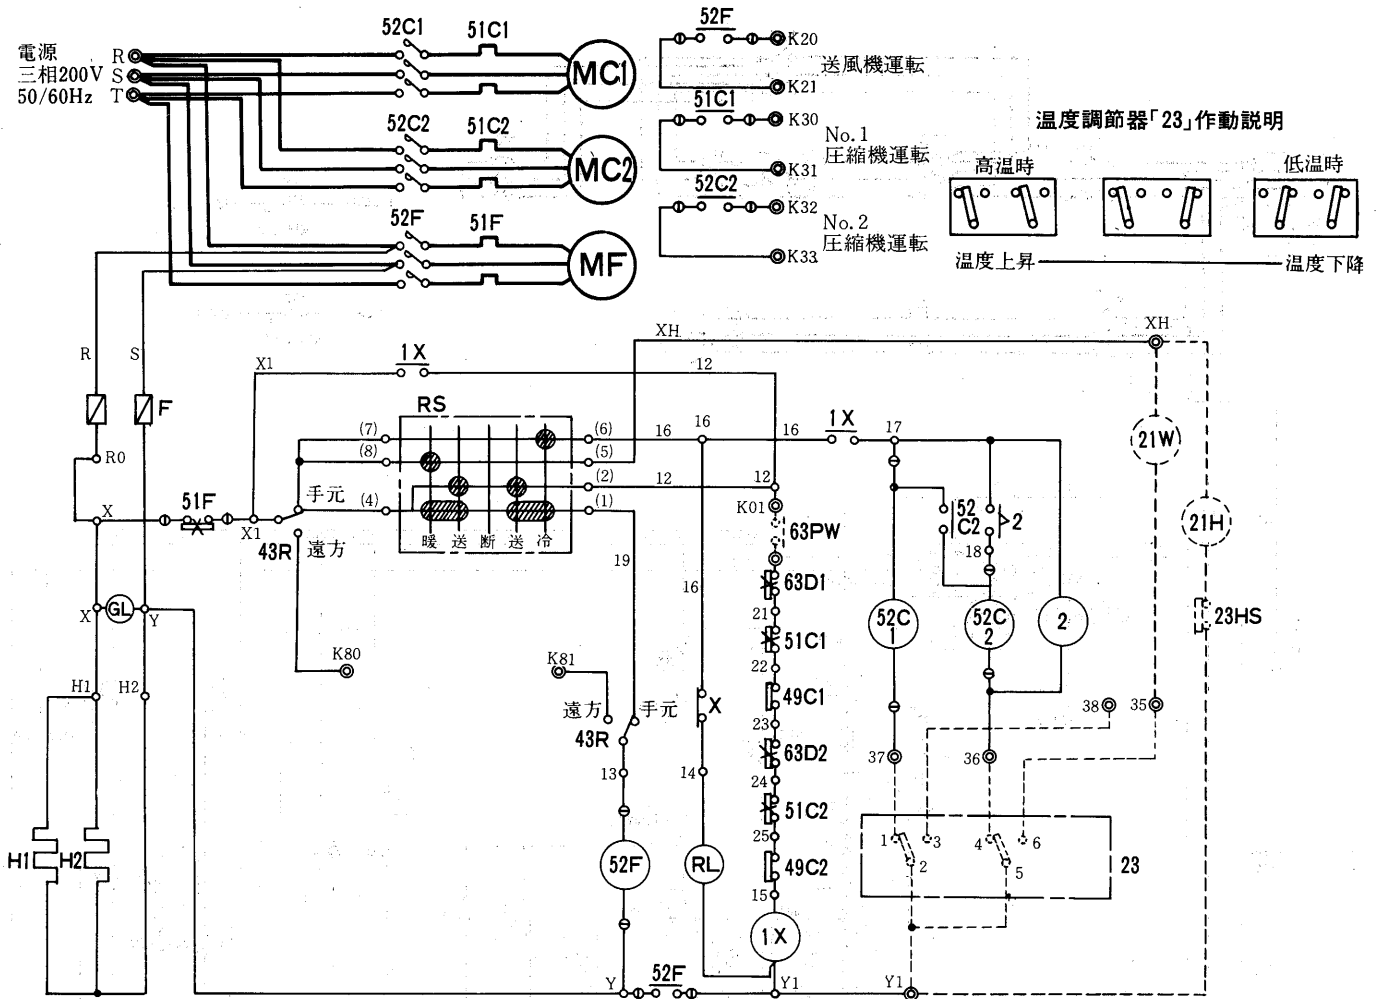 52C1 51C1 52F
電源
三相200V
50/60Hz
R
S
T
MC1
K20
送風機運転
K21
51C1
K30
No.1
圧縮機運転
K31
52C2 51C2
MC2
52C2
K32
No.2
圧縮機運転
K33
52F 51F
MF
温度調節器「23」作動説明
高温時 低温時
温度上昇 温度下降
R S
F
R0
X1 1X 12
XH XH
RS
(7) (6) 16 16 16 1X 17
(8) (5)
(2) 12 12
(4) (1)
暖 送 断 送 冷
X 51F X1 手元
43R 遠方
K01
63PW
63D1
21
51C1
22
49C1
23
63D2
24
51C2
25
49C2
15
1X
19 16
52
C2
2
18
21W
21H
23HS
X GL Y
K80 K81
52C
1
52C
2
2
H1 H2
遠方 手元
43R
X
13 14
37 36 38 35
H1 H2
52F RL
1 3 4 6
2 5
23
Y 52F Y1 Y1